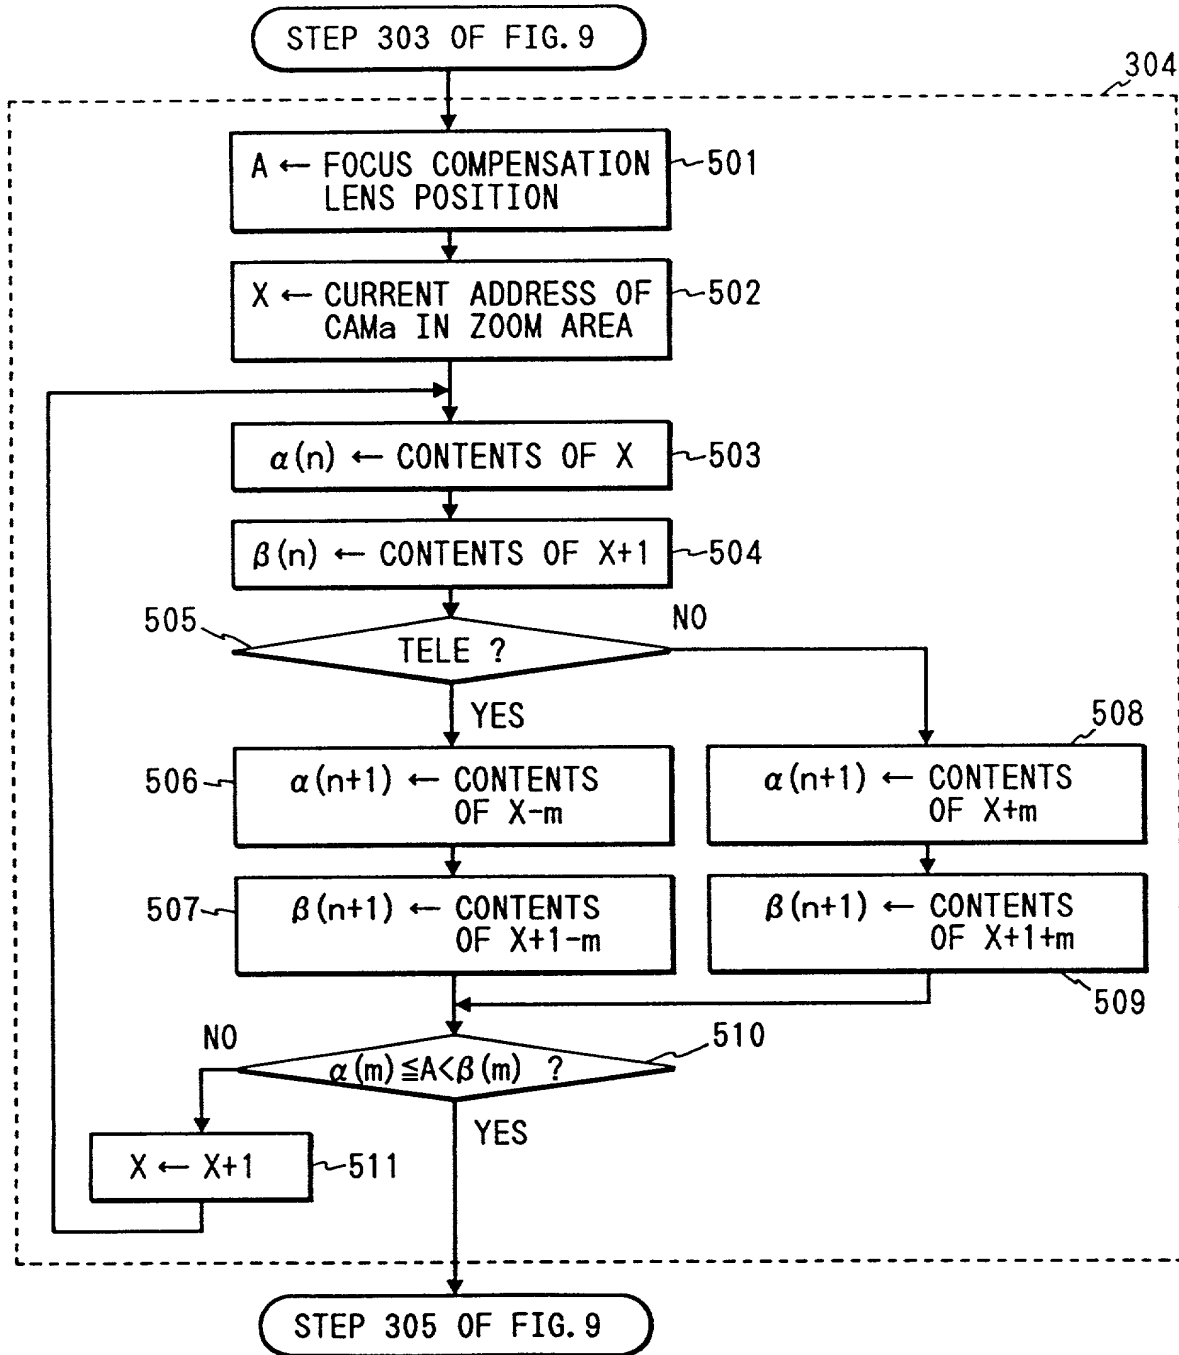 STEP 303 OF FIG.9
304
A ← FOCUS COMPENSATION
LENS POSITION
501
X ← CURRENT ADDRESS OF
CAMa IN ZOOM AREA
502
α(n) ← CONTENTS OF X
503
β(n) ← CONTENTS OF X+1
504
505
TELE ?
NO
YES
506
α(n+1) ← CONTENTS
OF X-m
508
α(n+1) ← CONTENTS
OF X+m
507
β(n+1) ← CONTENTS
OF X+1-m
β(n+1) ← CONTENTS
OF X+1+m
509
NO
α(m)≦A<β(m) ?
510
YES
X ← X+1
511
STEP 305 OF FIG.9